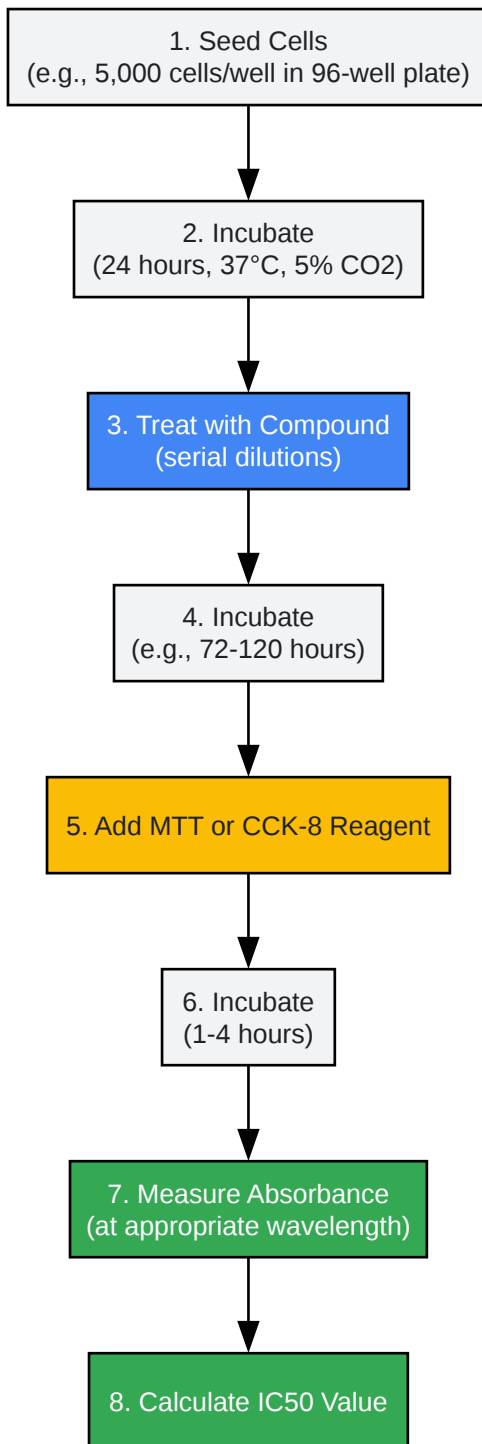 1. Seed Cells
(e.g., 5,000 cells/well in 96-well plate)
2. Incubate
(24 hours, 37°C, 5% CO2)
3. Treat with Compound
(serial dilutions)
4. Incubate
(e.g., 72-120 hours)
5. Add MTT or CCK-8 Reagent
6. Incubate
(1-4 hours)
7. Measure Absorbance
(at appropriate wavelength)
8. Calculate IC50 Value